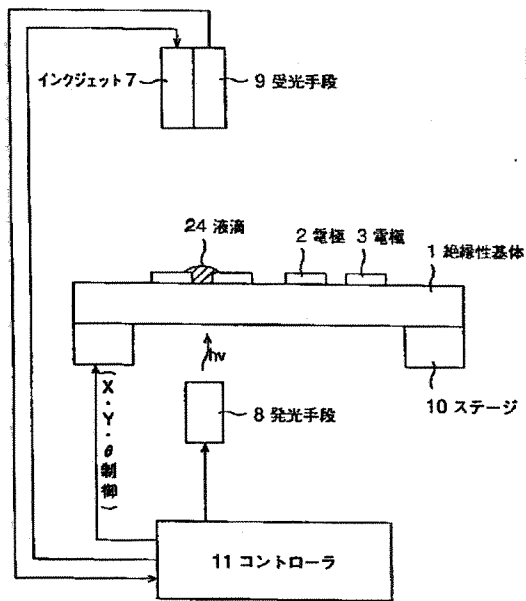 インクジェット 7
9 受光手段
24 液滴
2 電極
3 電極
1 絶縁性基体
hν
10 ステージ
8 発光手段
(X・Y・θ制御)
11 コントローラ